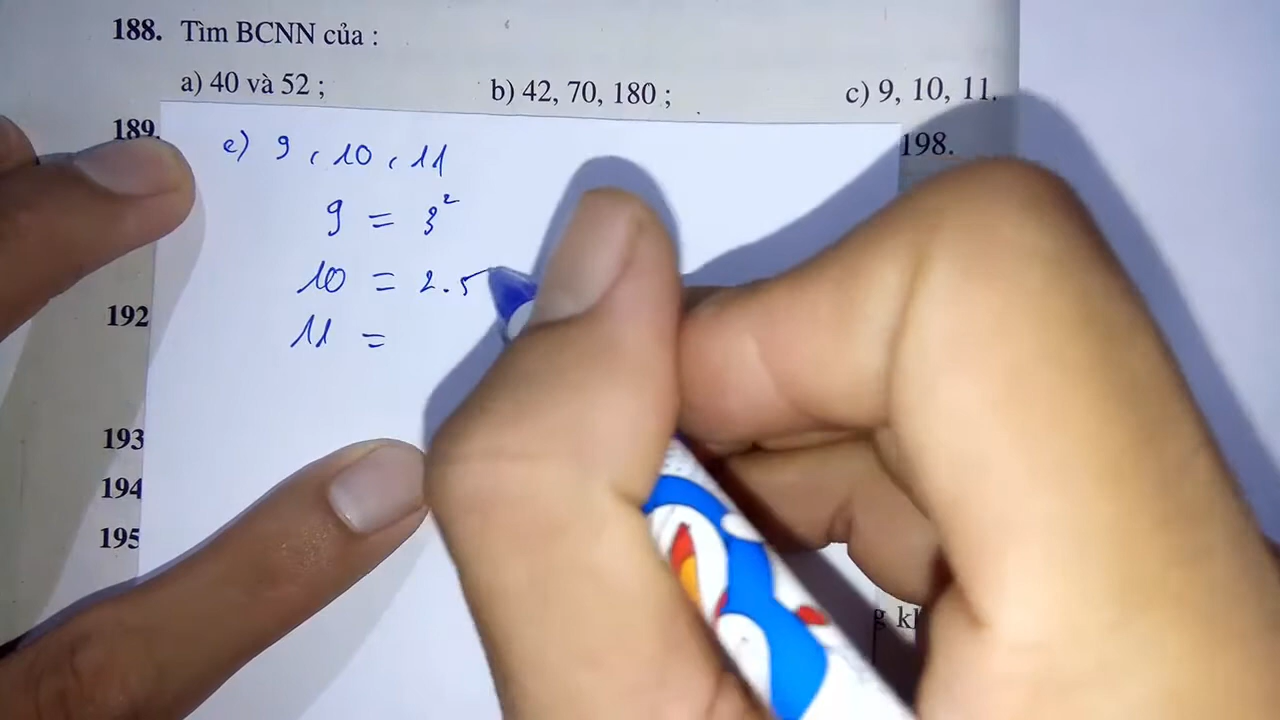 188. Tìm BCNN của :
a) 40 và 52 ; b) 42, 70, 180 ; c) 9, 10, 11.
189. 198.
c) 9 , 10 , 11
9 = 3²
10 = 2.5
192
11 =
193
194
195